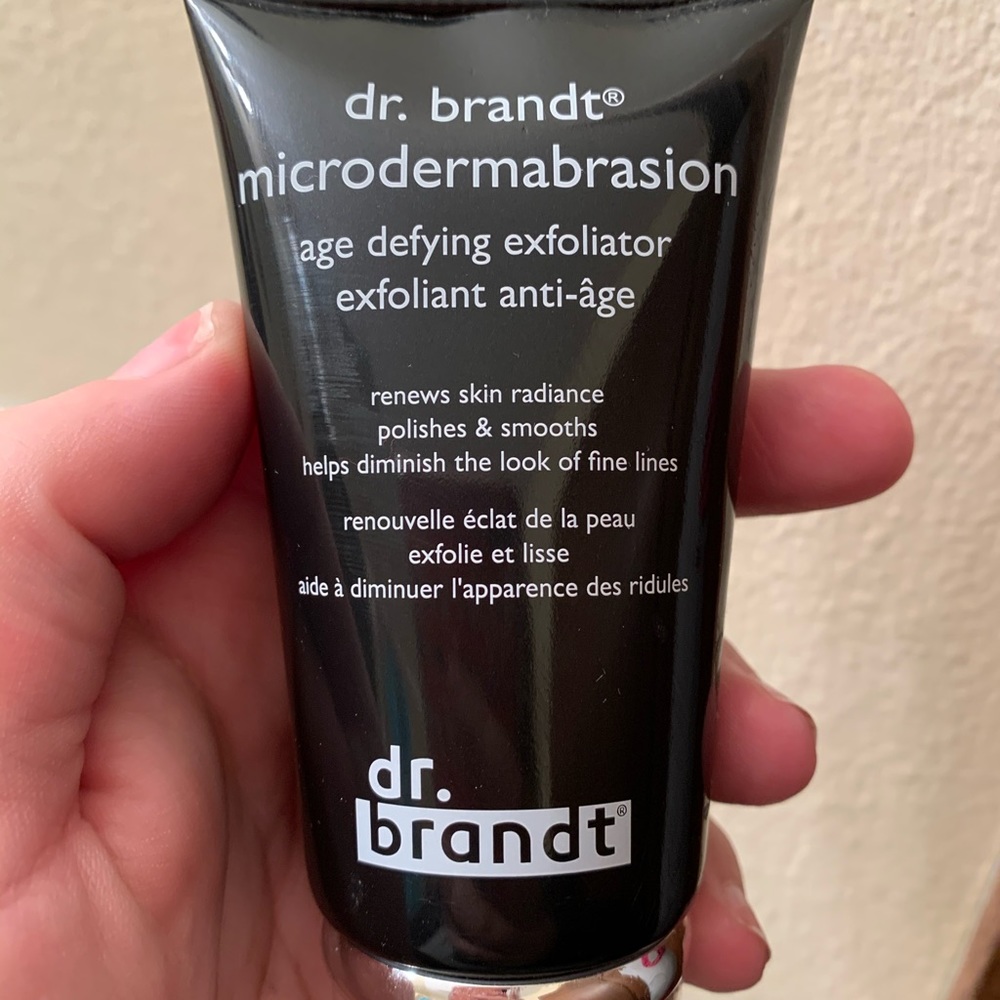 dr. brandt®
microdermabrasion
age defying exfoliator
exfoliant anti-âge
renews skin radiance
polishes & smooths
helps diminish the look of fine lines
renouvelle éclat de la peau
exfolie et lisse
aide à diminuer l'apparence des ridules
dr.
brandt®